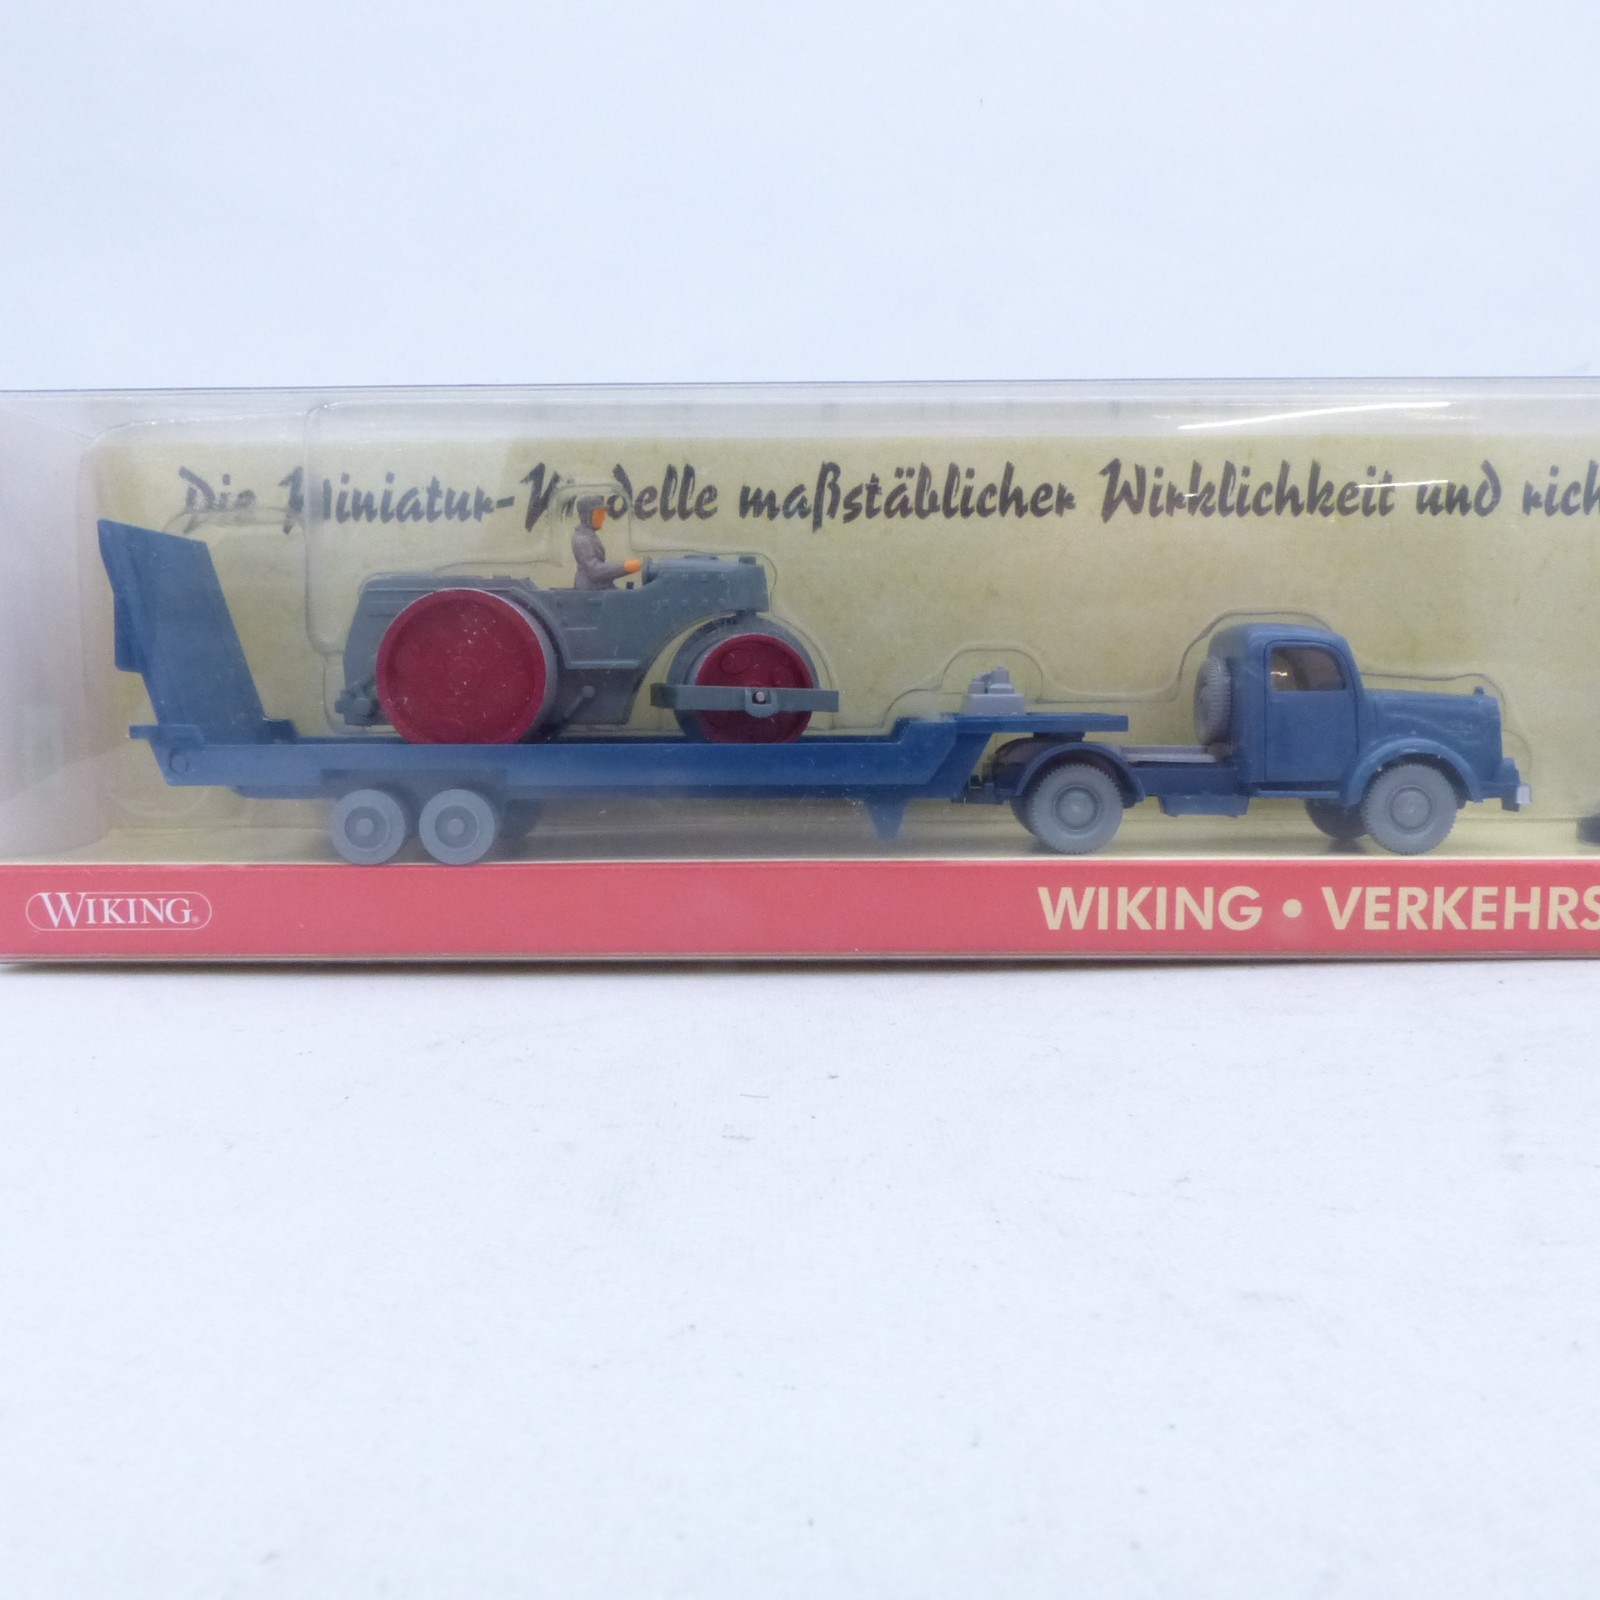 Die Miniatur-Modelle maßstäblicher Wirklichkeit und rich
WIKING®
WIKING • VERKEHRS